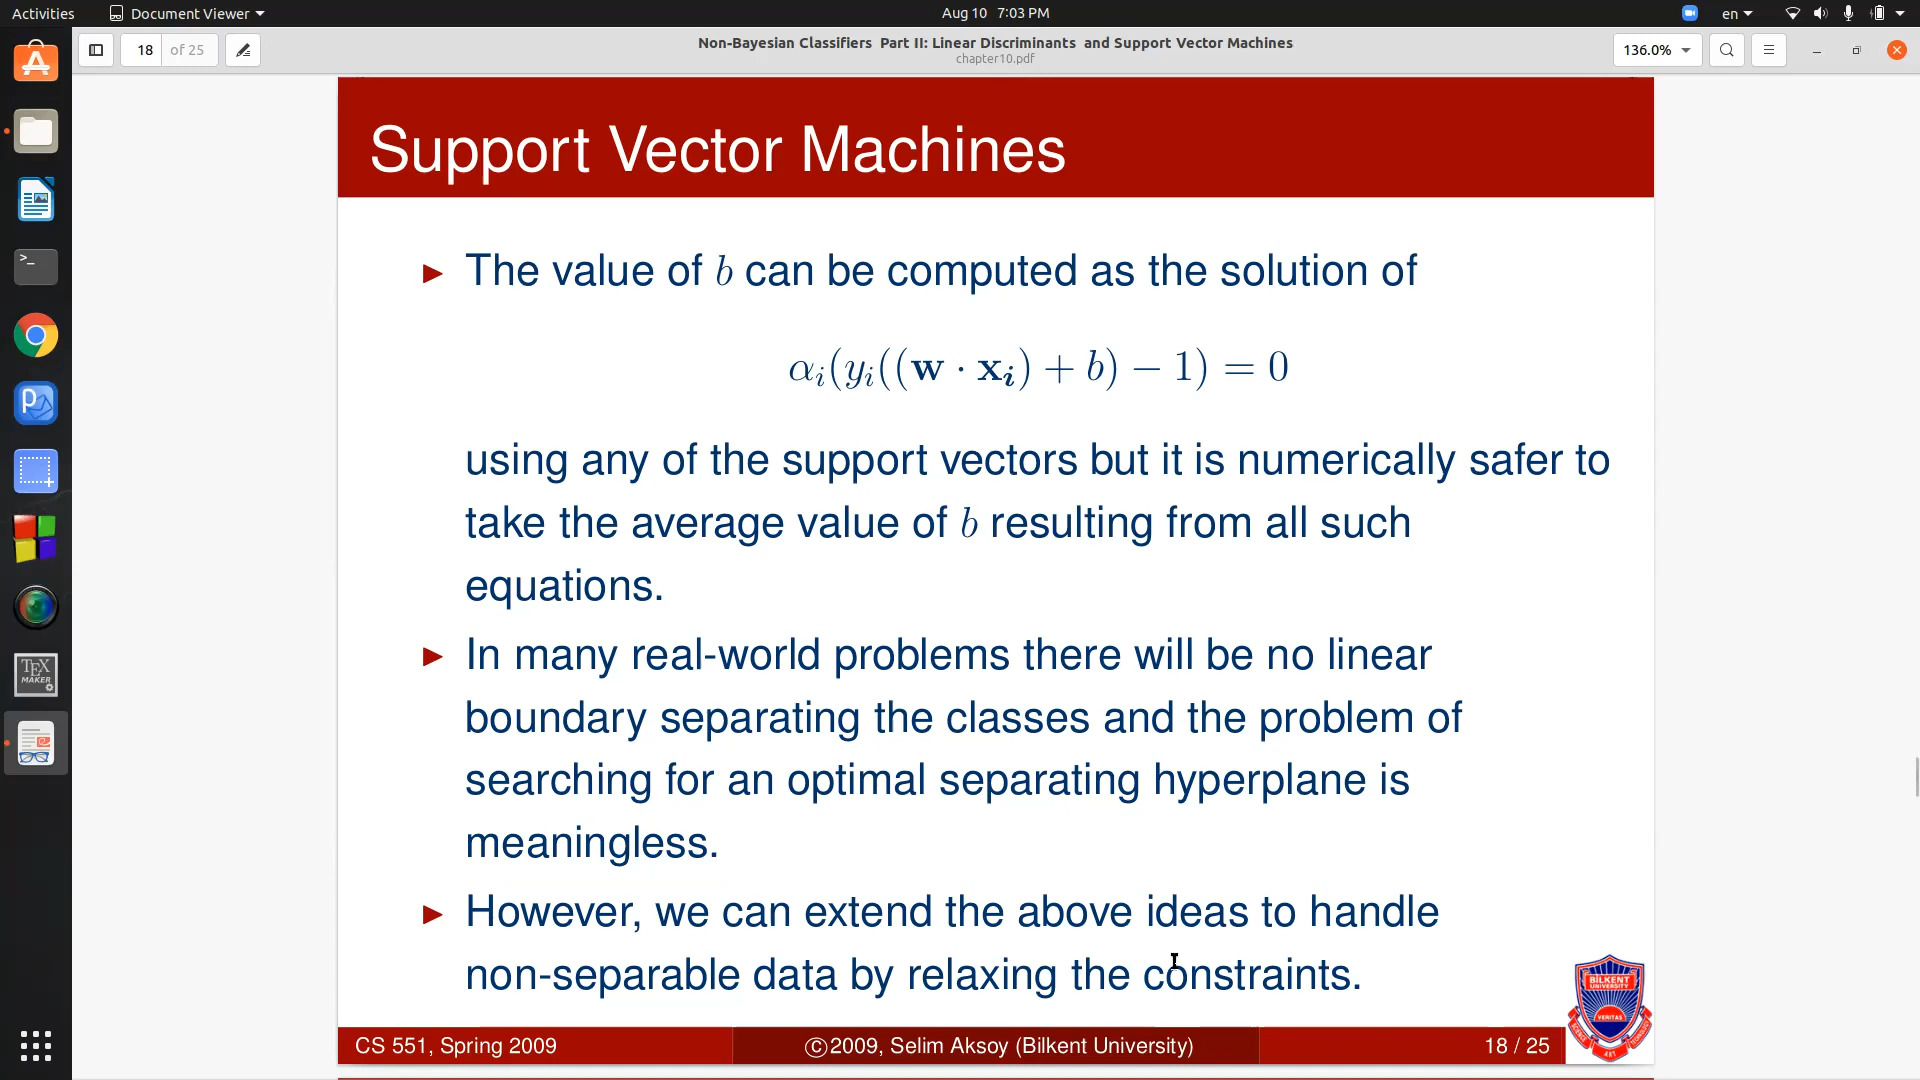 Activities Document Viewer Aug 10 7:03 PM en
18 of 25 Non-Bayesian Classifiers Part II: Linear Discriminants and Support Vector Machines 136.0%
chapter10.pdf
Support Vector Machines
► The value of b can be computed as the solution of
αᵢ(yᵢ((w · xᵢ) + b) − 1) = 0
using any of the support vectors but it is numerically safer to
take the average value of b resulting from all such
equations.
► In many real-world problems there will be no linear
boundary separating the classes and the problem of
searching for an optimal separating hyperplane is
meaningless.
► However, we can extend the above ideas to handle
non-separable data by relaxing the constraints.
CS 551, Spring 2009 ©2009, Selim Aksoy (Bilkent University) 18 / 25
BILKENT
UNIVERSITY
VERITAS
>_
P
TEX
MAKER